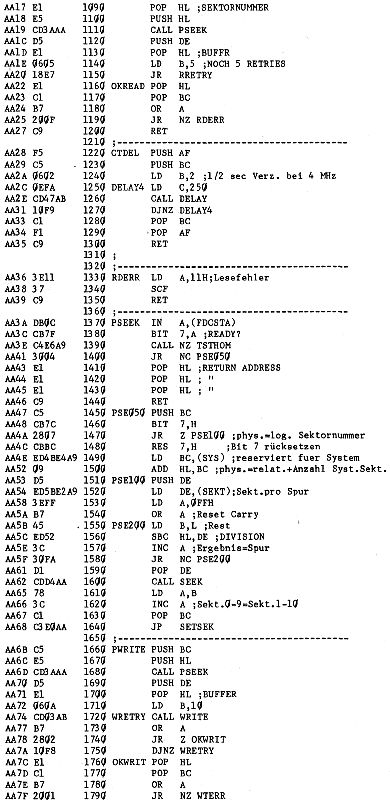 AA17 E1 1090 POP HL ;SEKTORNUMMER
AA18 E5 1100 PUSH HL
AA19 CD3AAA 1110 CALL PSEEK
AA1C D5 1120 PUSH DE
AA1D E1 1130 POP HL ;BUFFR
AA1E 0605 1140 LD B,5 ;NOCH 5 RETRIES
AA20 18E7 1150 JR RRETRY
AA22 E1 1160 OKREAD POP HL
AA23 C1 1170 POP BC
AA24 B7 1180 OR A
AA25 200F 1190 JR NZ RDERR
AA27 C9 1200 RET
1210 ;----------------------------------------
AA28 F5 1220 CTDEL PUSH AF
AA29 C5 1230 PUSH BC
AA2A 0602 1240 LD B,2 ;1/2 sec Verz. bei 4 MHz
AA2C 0EFA 1250 DELAY4 LD C,250
AA2E CD47AB 1260 CALL DELAY
AA31 10F9 1270 DJNZ DELAY4
AA33 C1 1280 POP BC
AA34 F1 1290 POP AF
AA35 C9 1300 RET
1310 ;
1320 ;----------------------------------------
AA36 3E11 1330 RDERR LD A,11H;Lesefehler
AA38 37 1340 SCF
AA39 C9 1350 RET
1360 ;----------------------------------------
AA3A DB0C 1370 PSEEK IN A,(FDCSTA)
AA3C CB7F 1380 BIT 7,A ;READY?
AA3E C4E6A9 1390 CALL NZ TSTHOM
AA41 3004 1400 JR NC PSE050
AA43 E1 1410 POP HL ;RETURN ADDRESS
AA44 E1 1420 POP HL ; "
AA45 E1 1430 POP HL ; "
AA46 C9 1440 RET
AA47 C5 1450 PSE050 PUSH BC
AA48 CB7C 1460 BIT 7,H
AA4A 2807 1470 JR Z PSE100 ;phys.=log. Sektornummer
AA4C CBBC 1480 RES 7,H ;Bit 7 rücksetzen
AA4E ED4BE4A9 1490 LD BC,(SYS) ;reserviert fuer System
AA52 09 1500 ADD HL,BC ;phys=relat.+Anzahl Syst.Sekt.
AA53 D5 1510 PSE100 PUSH DE
AA54 ED5BE2A9 1520 LD DE,(SEKT);Sekt.pro Spur
AA58 3EFF 1530 LD A,0FFH
AA5A B7 1540 OR A ;Reset Carry
AA5B 45 1550 PSE200 LD B,L ;Rest
AA5C ED52 1560 SBC HL,DE ;DIVISION
AA5E 3C 1570 INC A ;Ergebnis=Spur
AA5F 30FA 1580 JR NC PSE200
AA61 D1 1590 POP DE
AA62 CDD4AA 1600 CALL SEEK
AA65 78 1610 LD A,B
AA66 3C 1620 INC A ;Sekt.0-9=Sekt.1-10
AA67 C1 1630 POP BC
AA68 C3E0AA 1640 JP SETSEK
1650 ;----------------------------------------
AA6B C5 1660 PWRITE PUSH BC
AA6C E5 1670 PUSH HL
AA6D CD3AAA 1680 CALL PSEEK
AA70 D5 1690 PUSH DE
AA71 E1 1700 POP HL ;BUFFER
AA72 060A 1710 LD B,10
AA74 CD03AB 1720 WRETRY CALL WRITE
AA77 B7 1730 OR A
AA78 2802 1740 JR Z OKWRIT
AA7A 10F8 1750 DJNZ WRETRY
AA7C E1 1760 OKWRIT POP HL
AA7D C1 1770 POP BC
AA7E B7 1780 OR A
AA7F 2001 1790 JR NZ WTERR